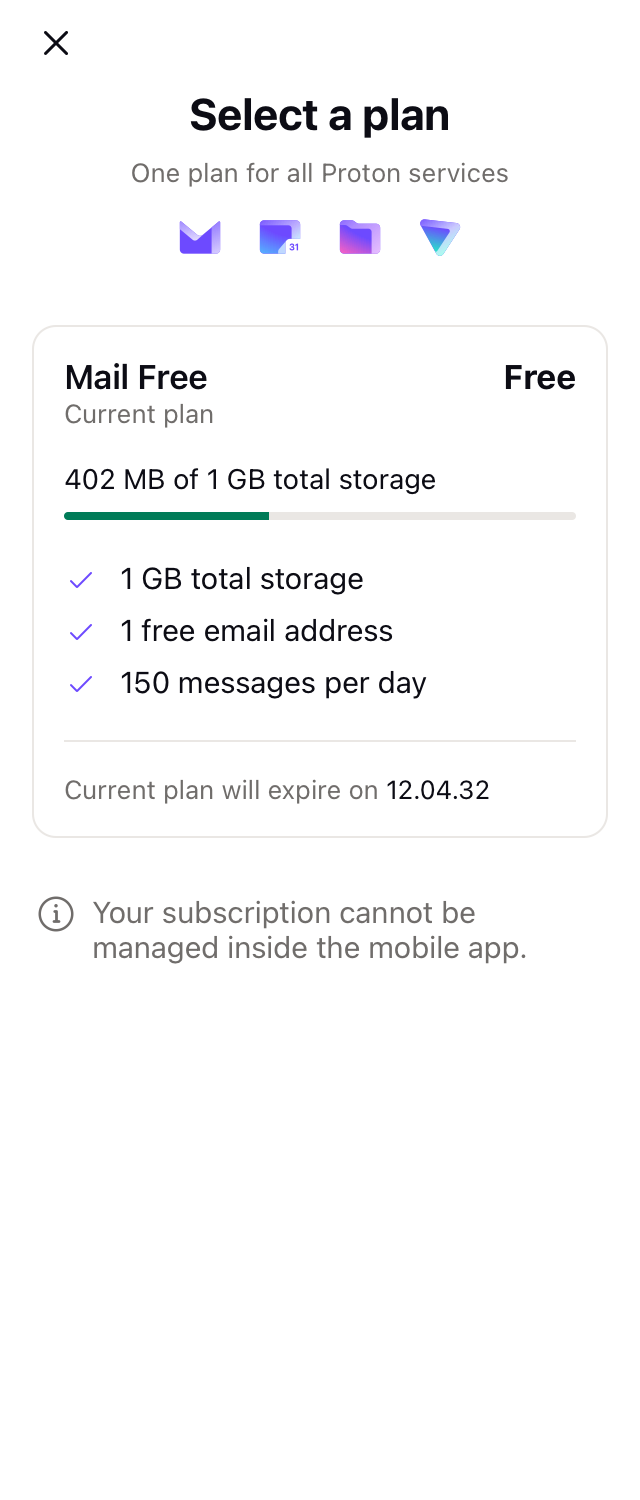 Select a plan
One plan for all Proton services
31
Mail Free
Free
Current plan
402 MB of 1 GB total storage
1 GB total storage
1 free email address
150 messages per day
Current plan will expire on 12.04.32
Your subscription cannot be
managed inside the mobile app.